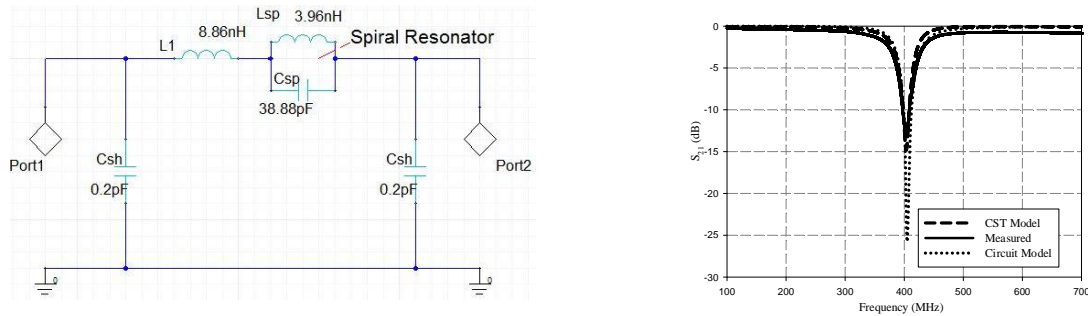 Lsp 3.96nH
8.86nH
L1
Spiral Resonator
Csp
38.88pF
Port1
Csh
0.2pF
Csh
0.2pF
Port2
0
0
0
-5
-10
-15
-20
-25
-30
S21 (dB)
CST Model
Measured
Circuit Model
100 200 300 400 500 600 700
Frequency (MHz)